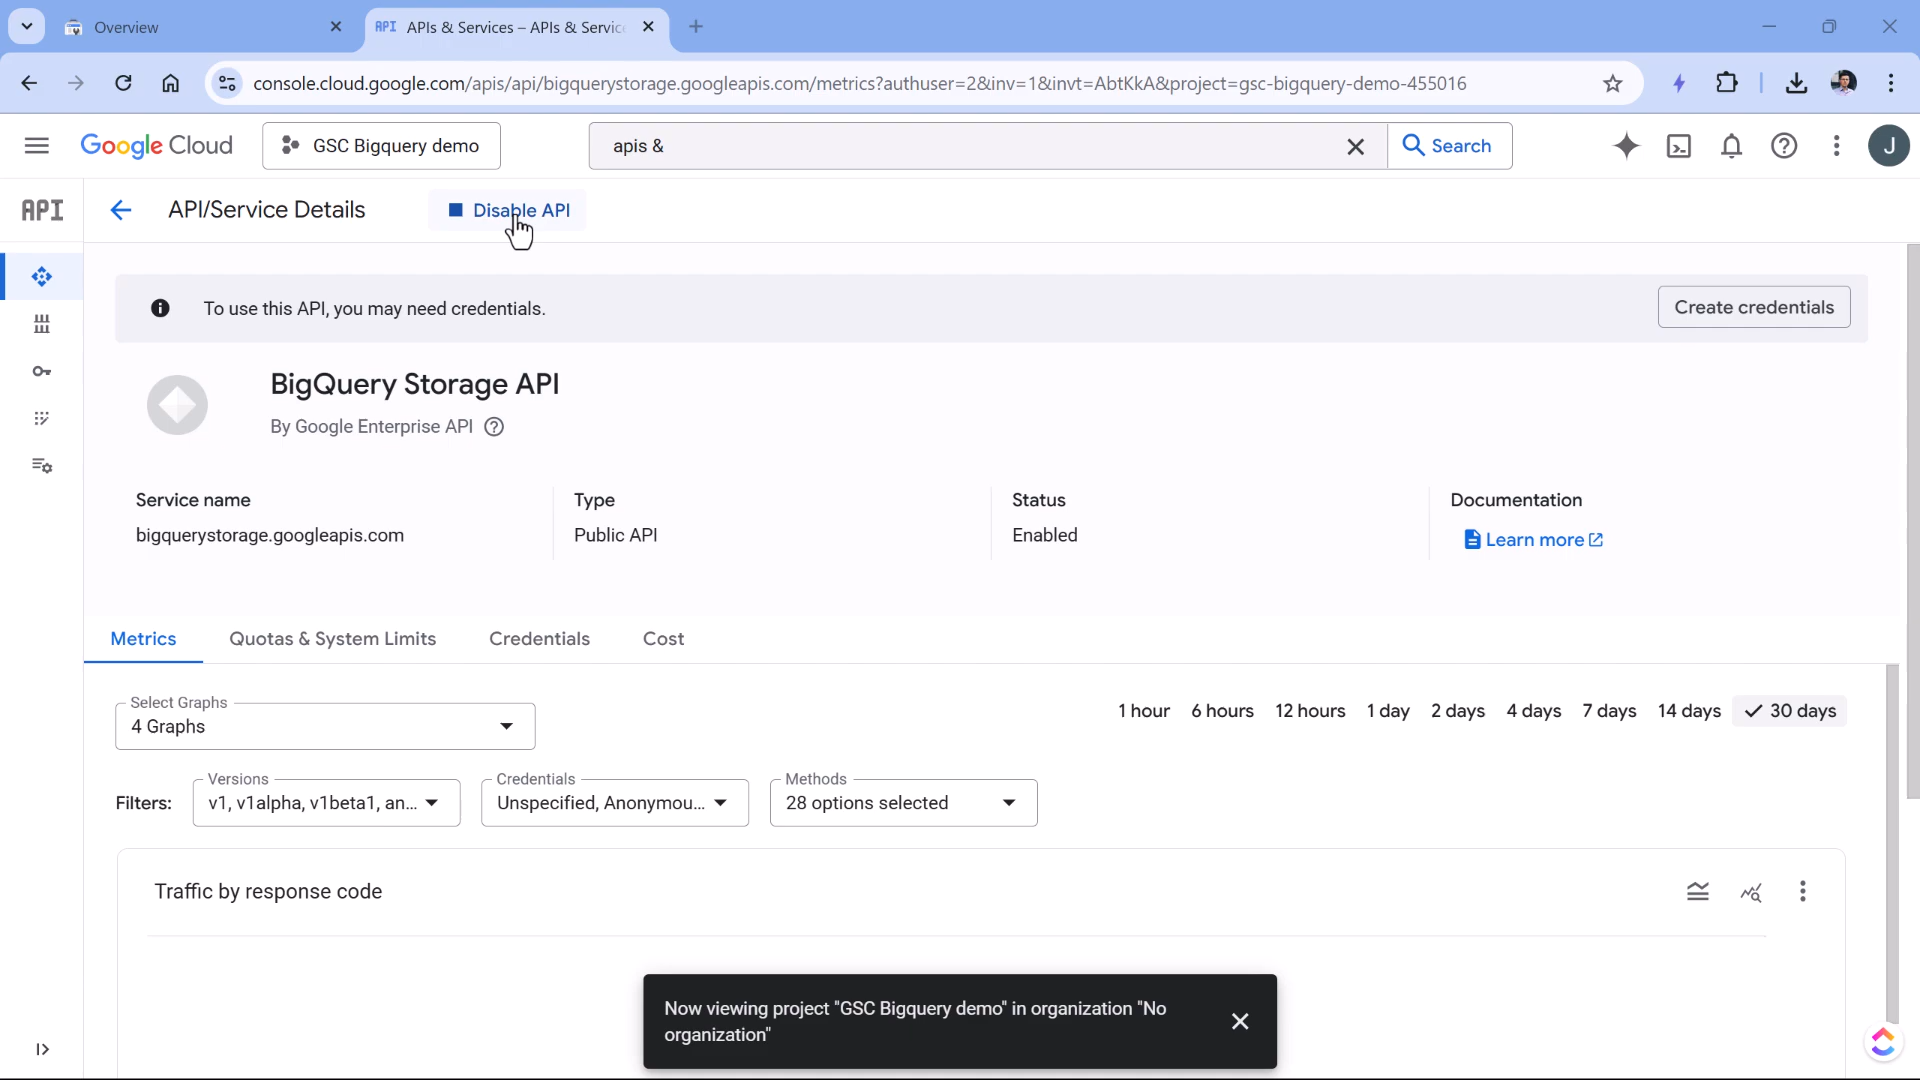 Overview
API APIs & Services – APIs & Service
console.cloud.google.com/apis/api/bigquerystorage.googleapis.com/metrics?authuser=2&inv=1&invt=AbtKkA&project=gsc-bigquery-demo-455016
Google Cloud
GSC Bigquery demo
apis &
Search
J
API
API/Service Details
Disable API
To use this API, you may need credentials.
Create credentials
BigQuery Storage API
By Google Enterprise API
Service name
bigquerystorage.googleapis.com
Type
Public API
Status
Enabled
Documentation
Learn more
Metrics
Quotas & System Limits
Credentials
Cost
Select Graphs
4 Graphs
1 hour
6 hours
12 hours
1 day
2 days
4 days
7 days
14 days
30 days
Filters:
Versions
v1, v1alpha, v1beta1, an...
Credentials
Unspecified, Anonymou...
Methods
28 options selected
Traffic by response code
Now viewing project "GSC Bigquery demo" in organization "No
organization"